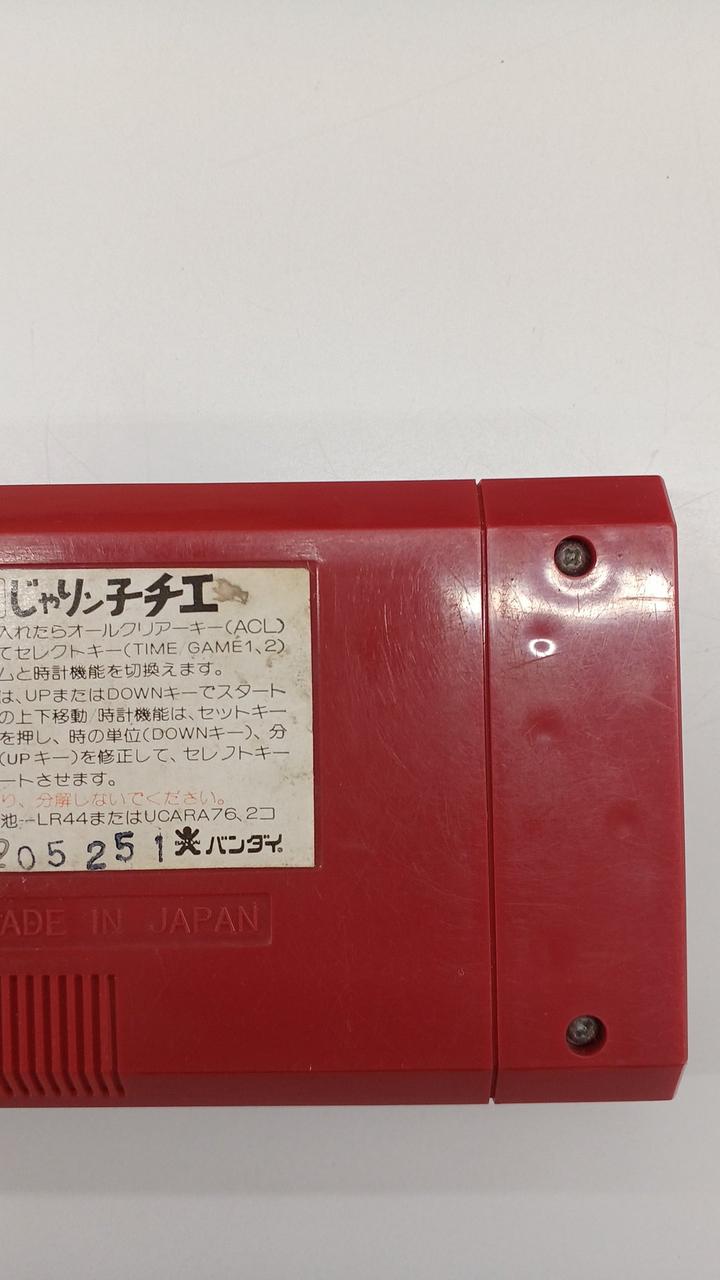 じゃリン子チエ
入れたらオールクリアーキー(ACL)
てセレクトキー(TIME/GAME1、2)
ムと時計機能を切換えます。
は、UPまたはDOWNキーでスタート
の上下移動/時計機能は、セットキー
を押し、時の単位(DOWNキー)、分
(UPキー)を修正して、セレクトキー
ートさせます。
り、分解しないでください。
池--LR44またはUCARA76、2コ
205251 バンダイ
ADE IN JAPAN